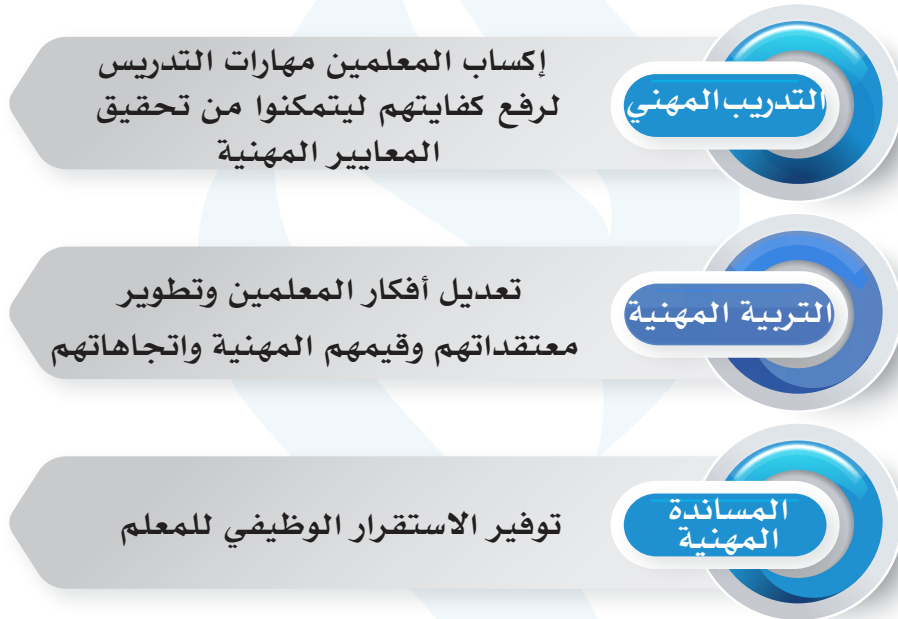 التدريب المهني
إكساب المعلمين مهارات التدريس
لرفع كفايتهم ليتمكنوا من تحقيق
المعايير المهنية
التربية المهنية
تعديل أفكار المعلمين وتطوير
معتقداتهم وقيمهم المهنية واتجاهاتهم
المساندة
المهنية
توفير الاستقرار الوظيفي للمعلم